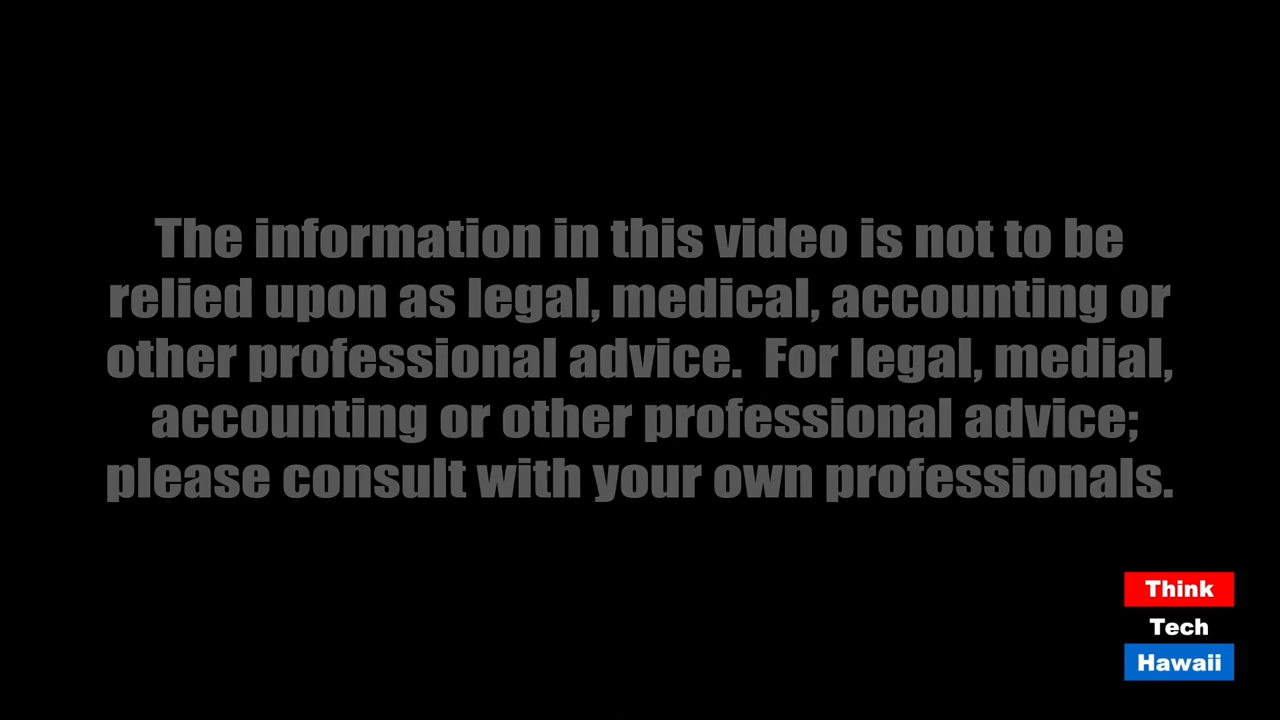 The information in this video is not to be
relied upon as legal, medical, accounting or
other professional advice.  For legal, medial,
accounting or other professional advice;
please consult with your own professionals.
Think
Tech
Hawaii